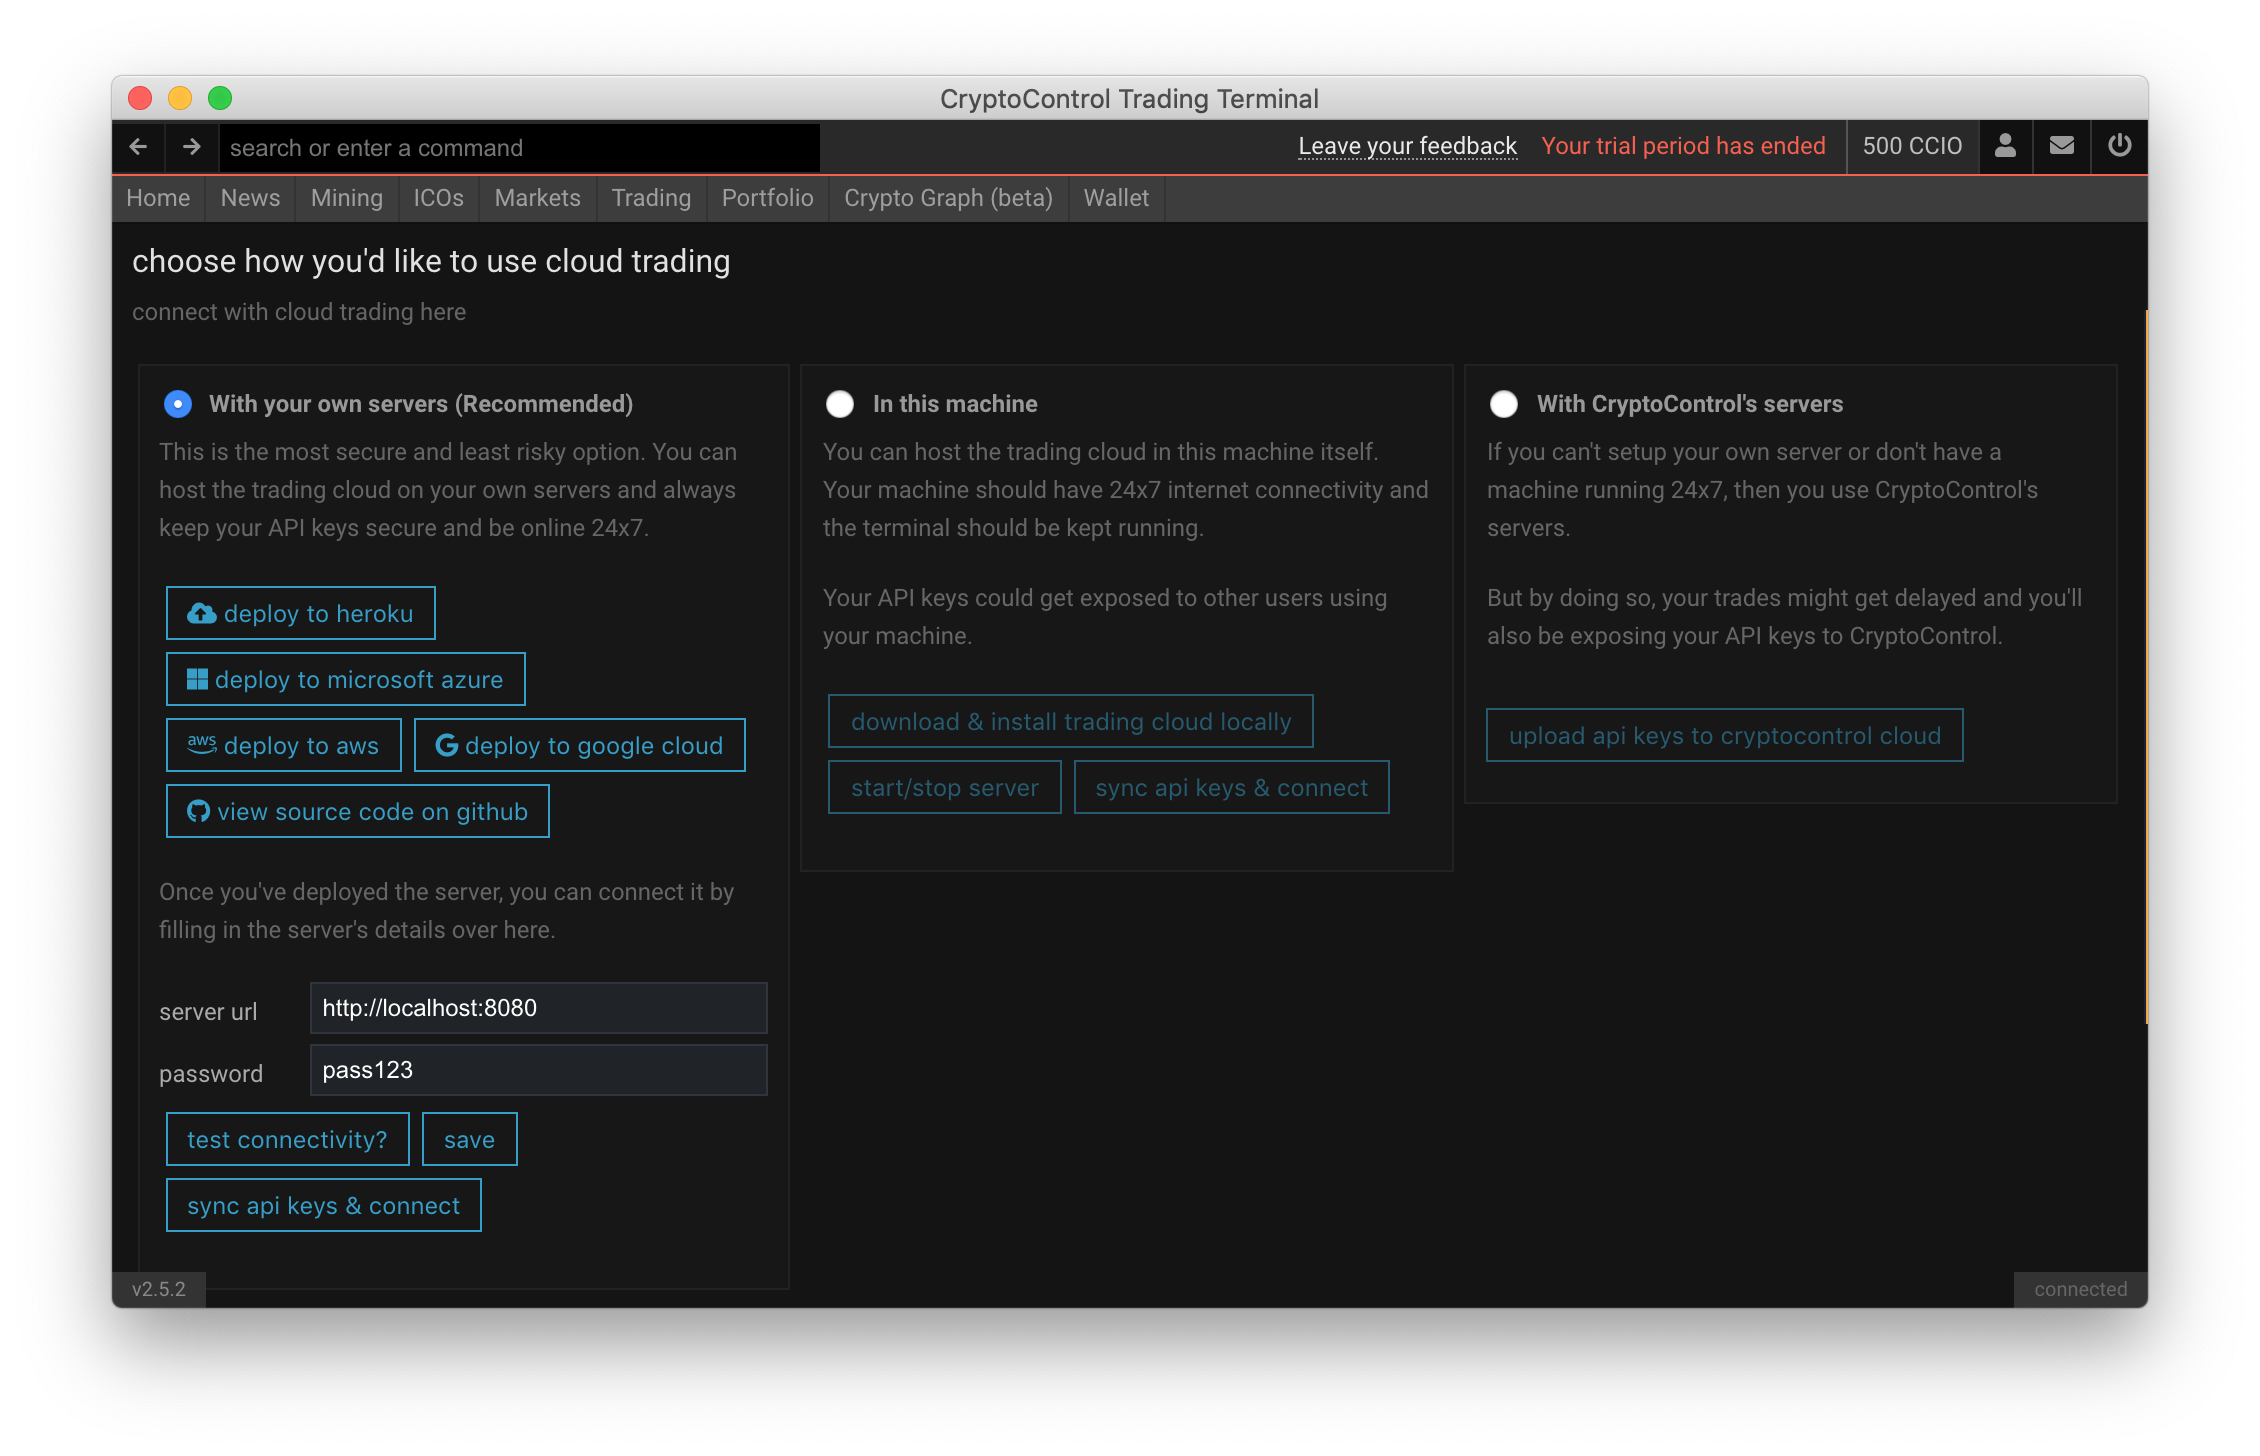 CryptoControl Trading Terminal
search or enter a command
Leave your feedback
Your trial period has ended
500 CCIO
Home
News
Mining
ICOs
Markets
Trading
Portfolio
Crypto Graph (beta)
Wallet
choose how you'd like to use cloud trading
connect with cloud trading here
With your own servers (Recommended)
This is the most secure and least risky option. You can
host the trading cloud on your own servers and always
keep your API keys secure and be online 24x7.
deploy to heroku
deploy to microsoft azure
aws deploy to aws
deploy to google cloud
view source code on github
Once you've deployed the server, you can connect it by
filling in the server's details over here.
server url
http://localhost:8080
password
pass123
test connectivity?
save
sync api keys & connect
In this machine
You can host the trading cloud in this machine itself.
Your machine should have 24x7 internet connectivity and
the terminal should be kept running.
Your API keys could get exposed to other users using
your machine.
download & install trading cloud locally
start/stop server
sync api keys & connect
With CryptoControl's servers
If you can't setup your own server or don't have a
machine running 24x7, then you use CryptoControl's
servers.
But by doing so, your trades might get delayed and you'll
also be exposing your API keys to CryptoControl.
upload api keys to cryptocontrol cloud
v2.5.2
connected